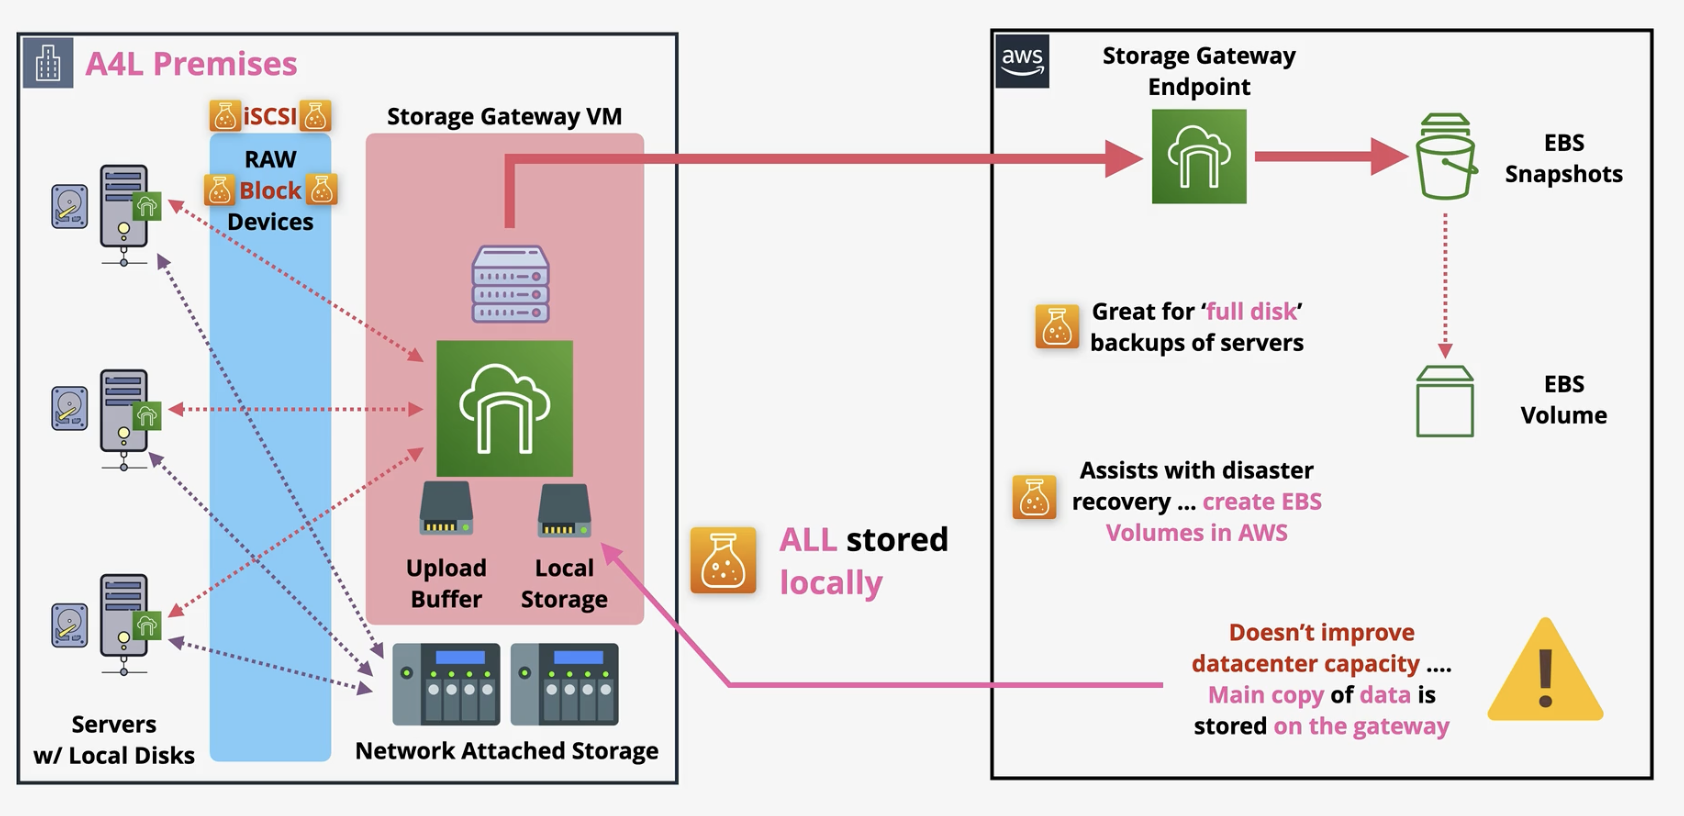 A4L Premises
iSCSI
RAW
Block
Devices
Storage Gateway VM
Upload
Buffer
Local
Storage
Servers
w/ Local Disks
Network Attached Storage
ALL stored
locally
aws
Storage Gateway
Endpoint
EBS
Snapshots
Great for ‘full disk’
backups of servers
EBS
Volume
Assists with disaster
recovery ... create EBS
Volumes in AWS
Doesn’t improve
datacenter capacity ....
Main copy of data is
stored on the gateway